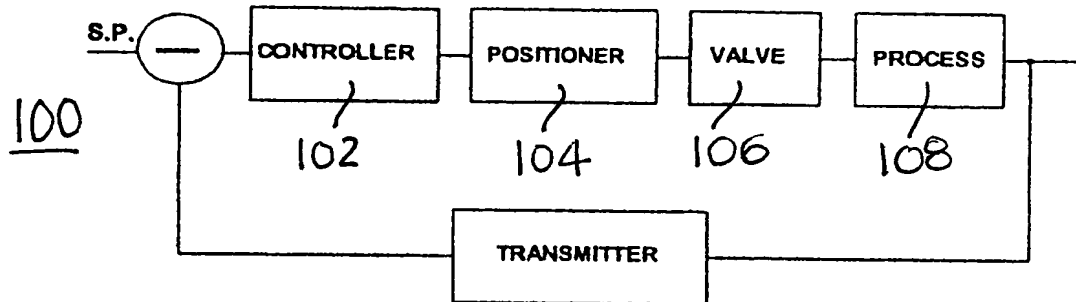 S.P.
CONTROLLER
POSITIONER
VALVE
PROCESS
100
102
104
106
108
TRANSMITTER